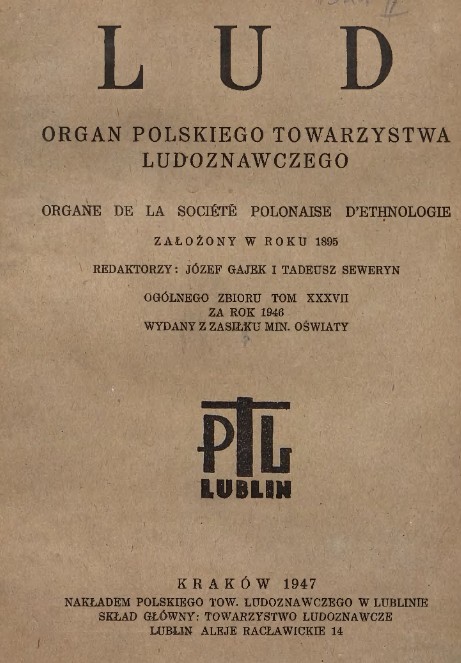 L U D
ORGAN POLSKIEGO TOWARZYSTWA
LUDOZNAWCZEGO
ORGANE DE LA SOCIÉTÉ POLONAISE D'ETHNOLOGIE
ZAŁOŻONY W ROKU 1895
REDAKTORZY: JÓZEF GAJEK I TADEUSZ SEWERYN
OGÓLNEGO ZBIORU TOM XXXVII
ZA ROK 1946
WYDANY Z ZASIŁKU MIN. OŚWIATY
PTL
LUBLIN
KRAKÓW 1947
NAKŁADEM POLSKIEGO TOW. LUDOZNAWCZEGO W LUBLINIE
SKŁAD GŁÓWNY: TOWARZYSTWO LUDOZNAWCZE
LUBLIN ALEJE RACŁAWICKIE 14